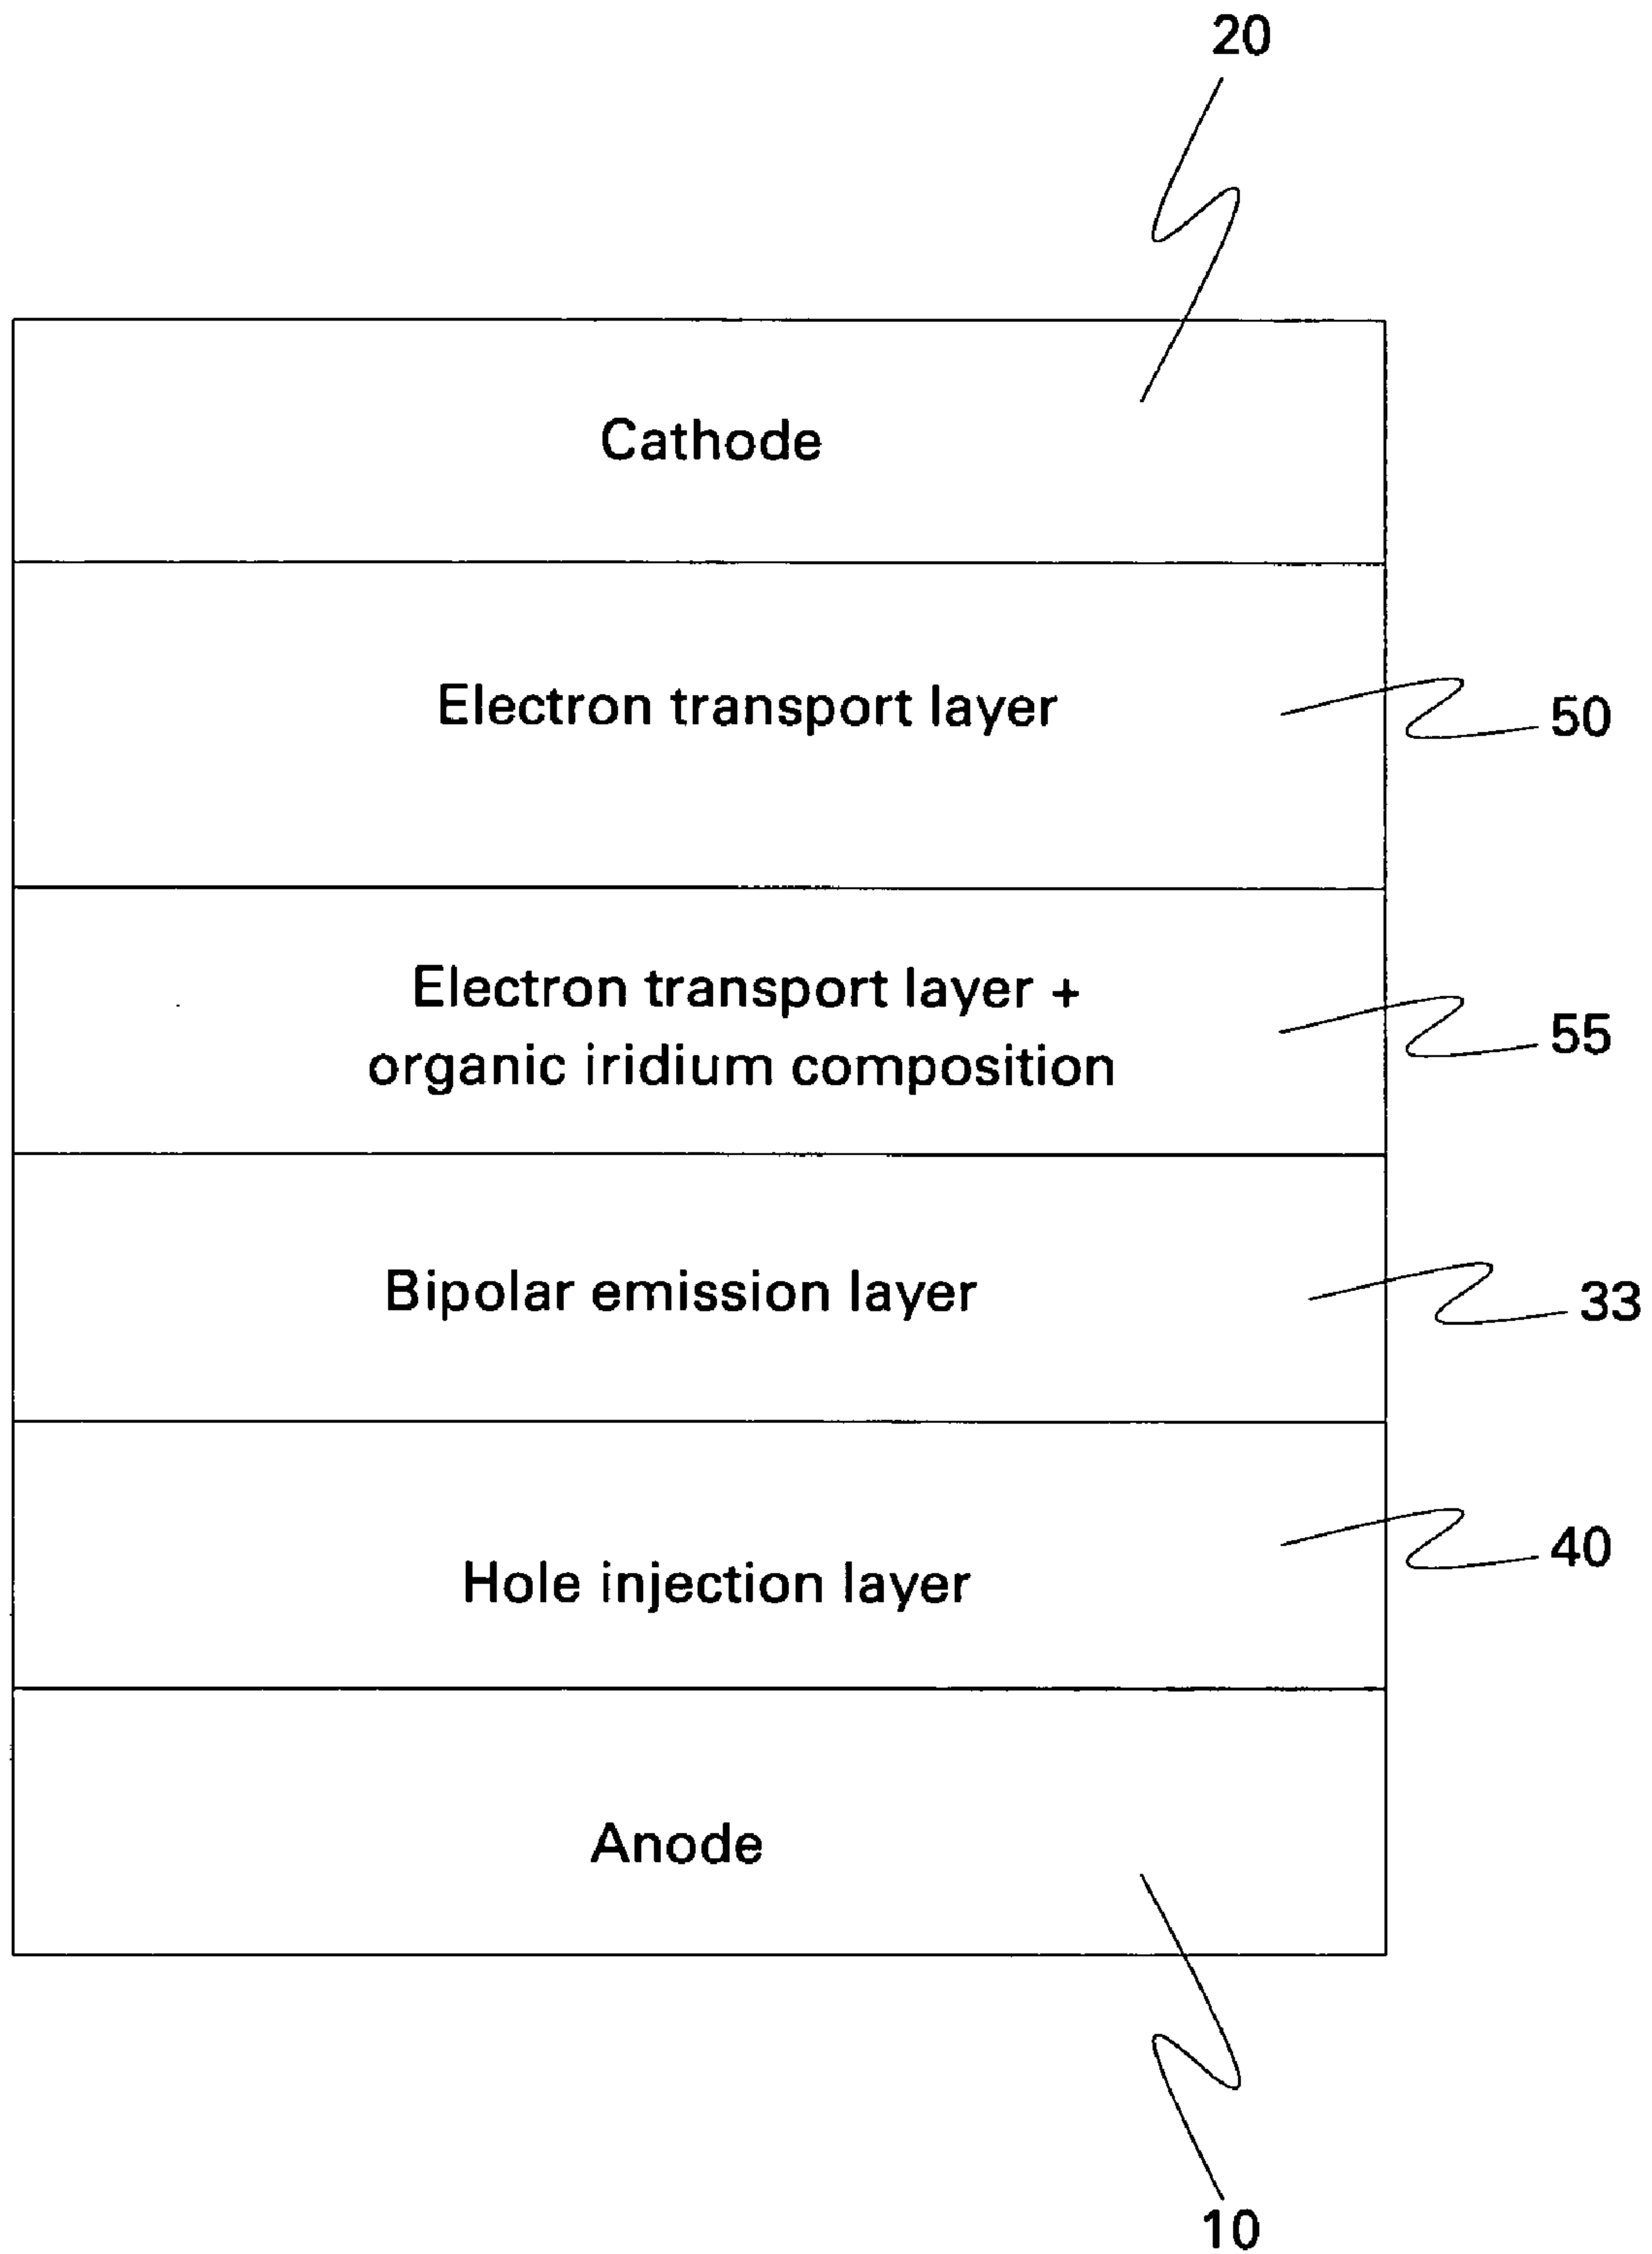 20
Cathode
Electron transport layer
50
Electron transport layer +
organic iridium composition
55
Bipolar emission layer
33
Hole injection layer
40
Anode
10